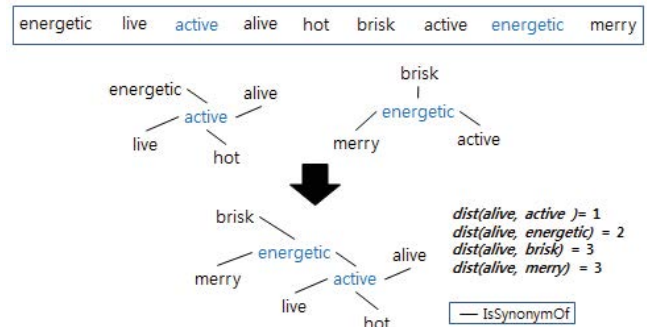 energetic live active alive hot brisk active energetic merry
energetic
alive
active
live
hot
brisk
energetic
merry
active
brisk
energetic
alive
merry
active
live
hot
dist(alive, active )= 1
dist(alive, energetic) = 2
dist(alive, brisk) = 3
dist(alive, merry) = 3
— IsSynonymOf